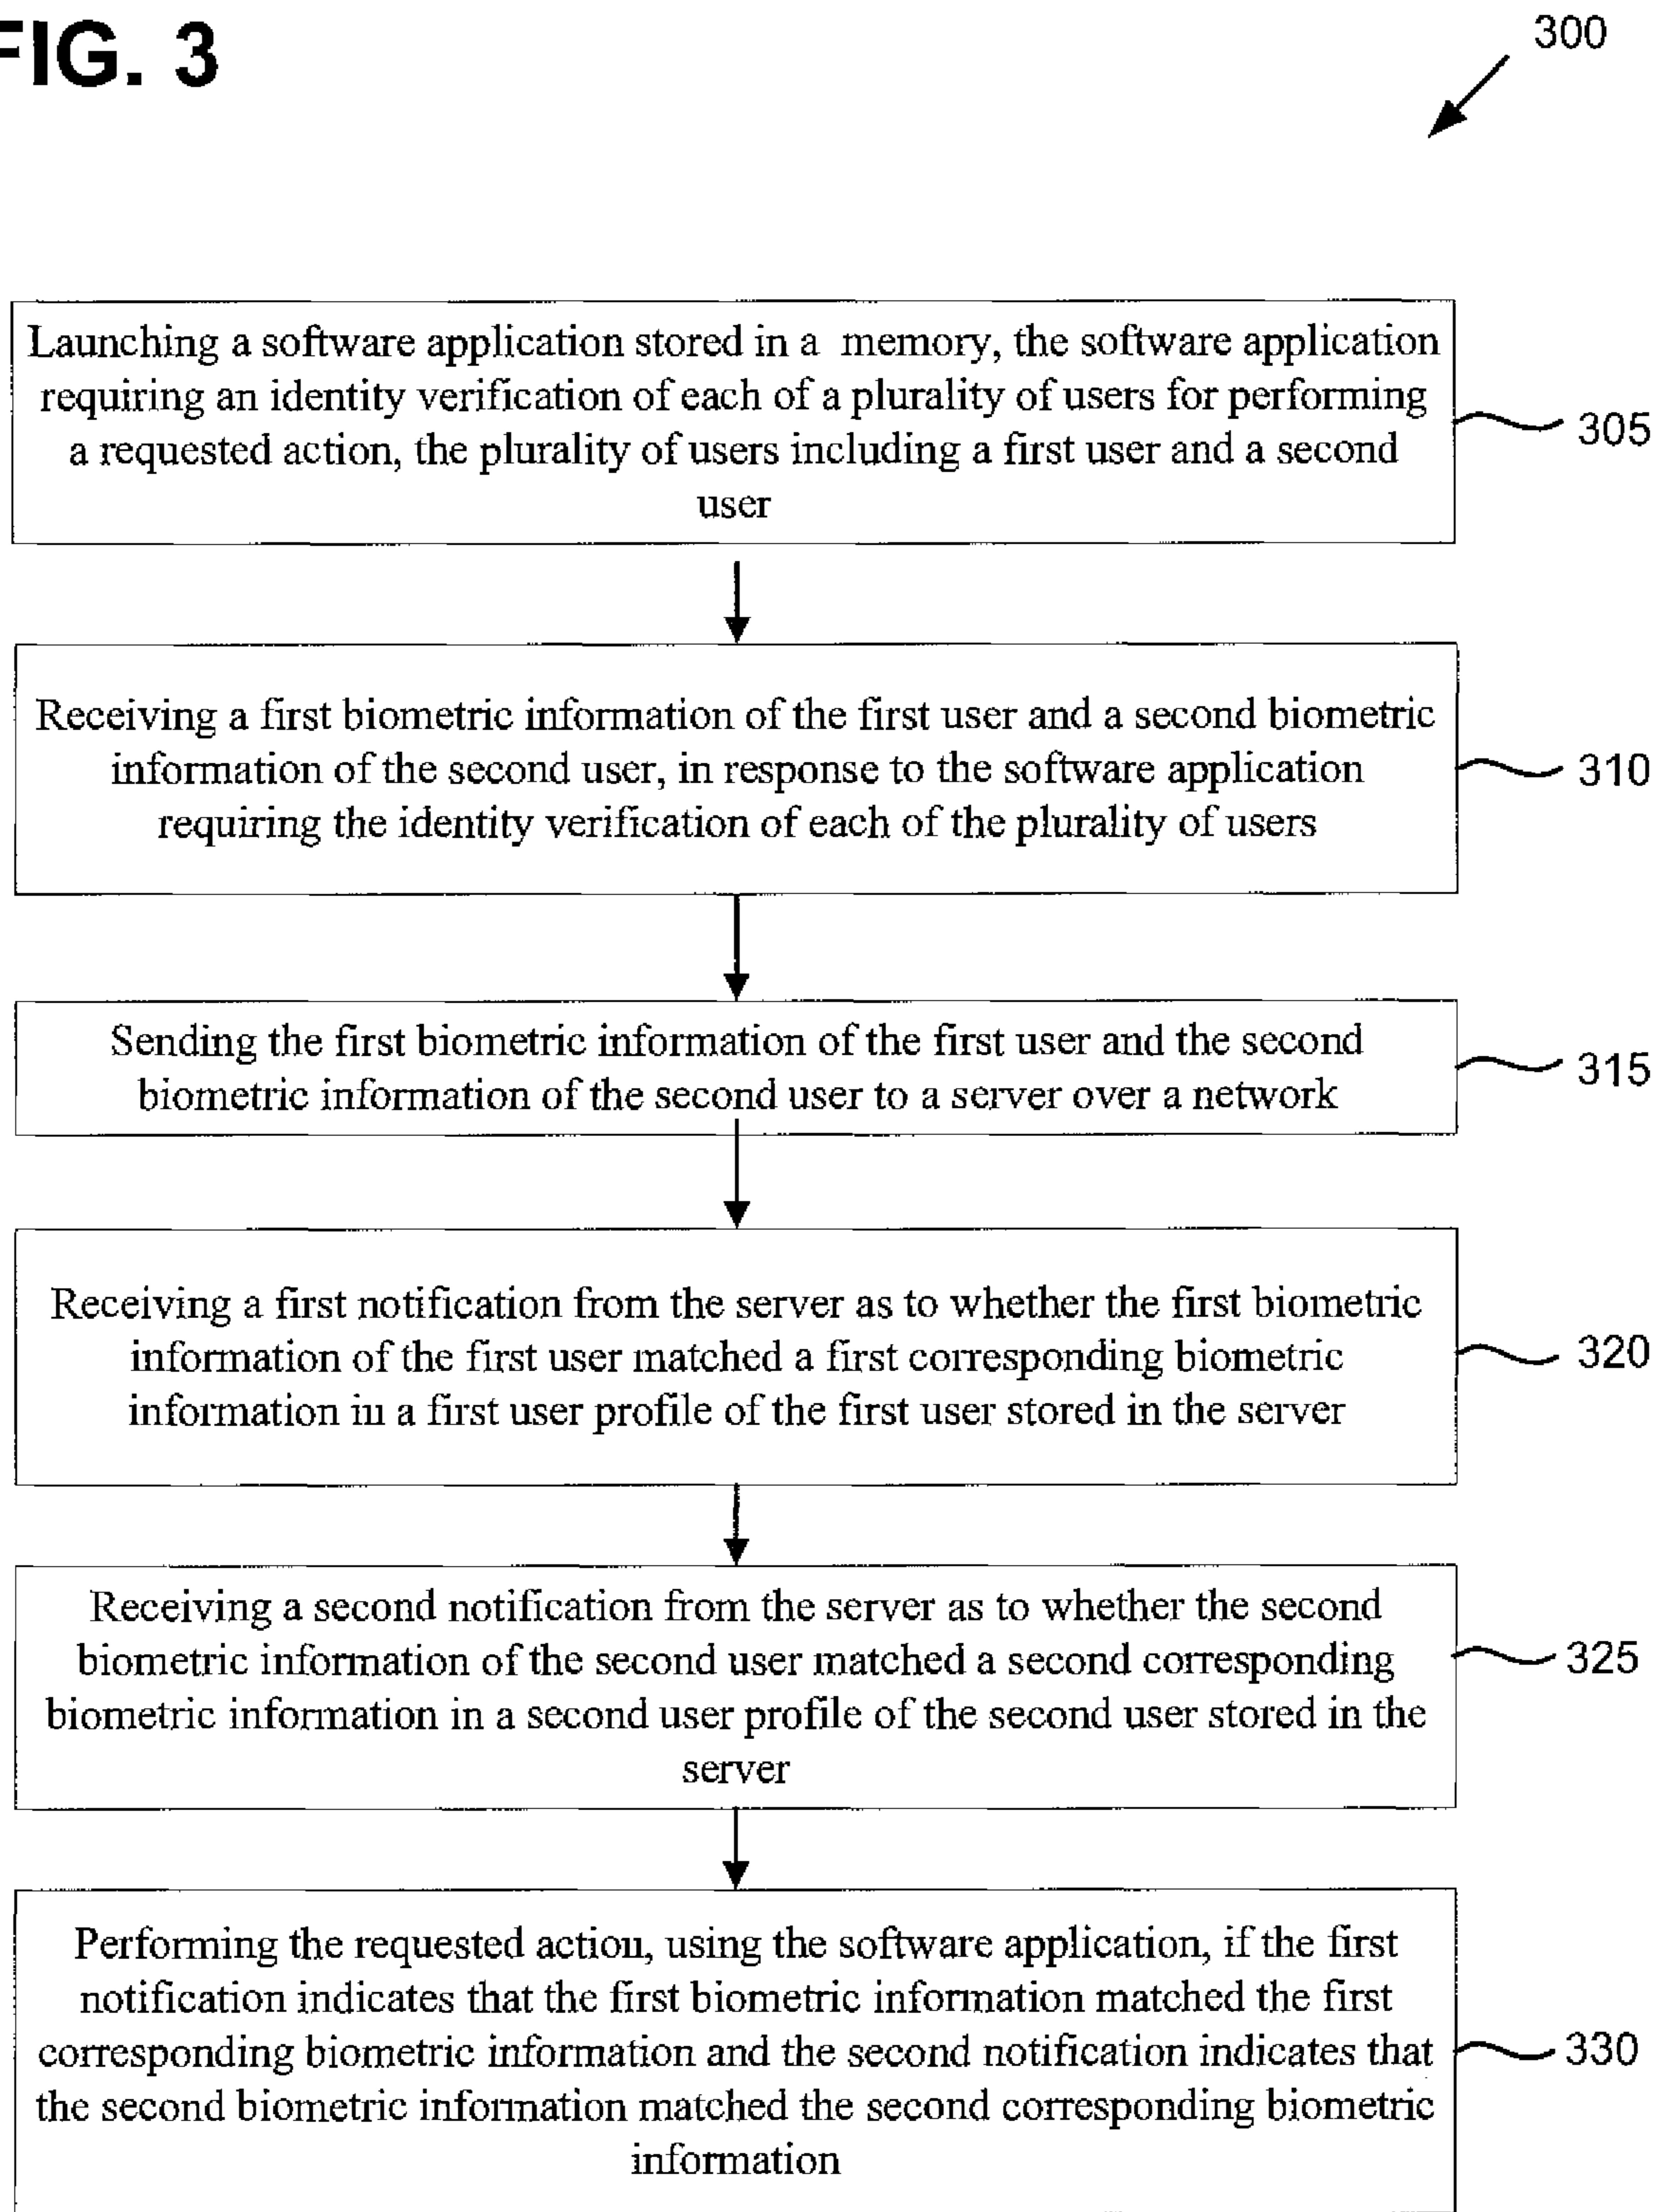 FIG. 3
300
Launching a software application stored in a memory, the software application
requiring an identity verification of each of a plurality of users for performing
a requested action, the plurality of users including a first user and a second
user
305
Receiving a first biometric information of the first user and a second biometric
information of the second user, in response to the software application
requiring the identity verification of each of the plurality of users
310
Sending the first biometric information of the first user and the second
biometric information of the second user to a server over a network
315
Receiving a first notification from the server as to whether the first biometric
information of the first user matched a first corresponding biometric
information in a first user profile of the first user stored in the server
320
Receiving a second notification from the server as to whether the second
biometric information of the second user matched a second corresponding
biometric information in a second user profile of the second user stored in the
server
325
Performing the requested action, using the software application, if the first
notification indicates that the first biometric information matched the first
corresponding biometric information and the second notification indicates that
the second biometric information matched the second corresponding biometric
information
330